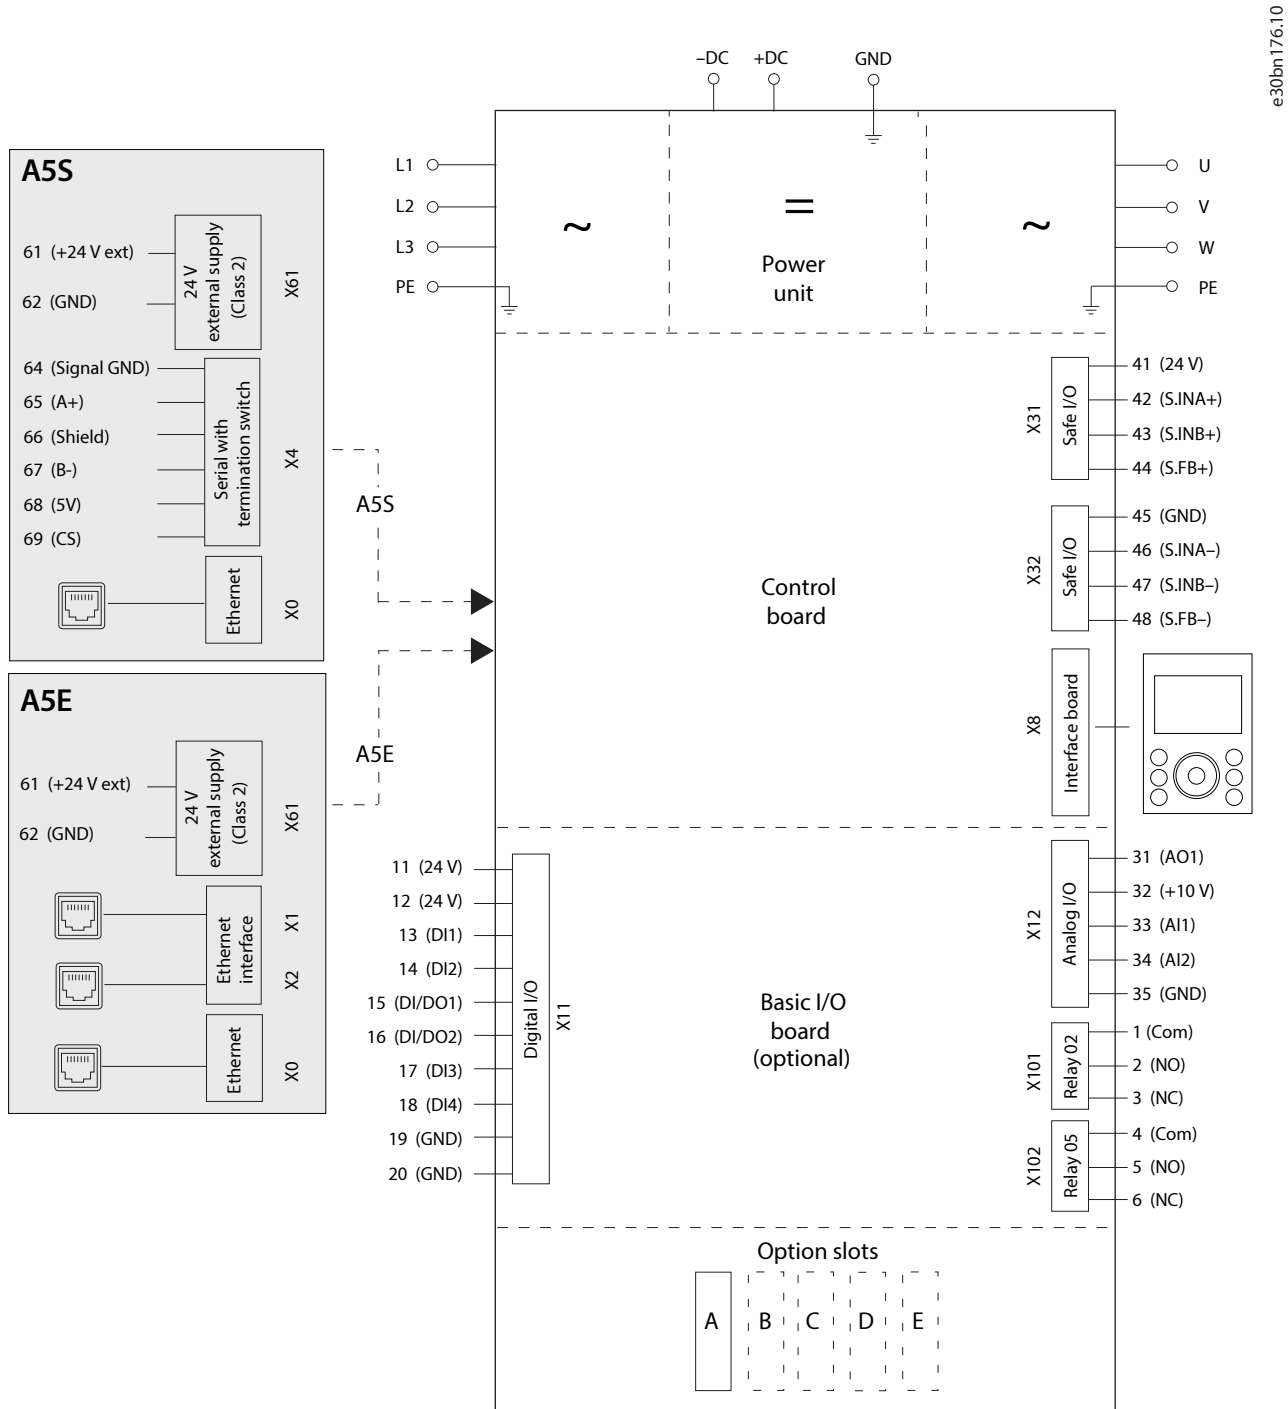 e30bn176.10
–DC
+DC
GND
A5S
61 (+24 V ext)
62 (GND)
24 V
external supply
(Class 2)
X61
64 (Signal GND)
65 (A+)
66 (Shield)
67 (B-)
68 (5V)
69 (CS)
Serial with
termination switch
X4
Ethernet
X0
A5S
A5E
61 (+24 V ext)
62 (GND)
24 V
external supply
(Class 2)
X61
Ethernet
interface
X1
X2
Ethernet
X0
A5E
L1
L2
L3
PE
~
=
~
Power
unit
U
V
W
PE
Control
board
X31
Safe I/O
41 (24 V)
42 (S.INA+)
43 (S.INB+)
44 (S.FB+)
X32
Safe I/O
45 (GND)
46 (S.INA–)
47 (S.INB–)
48 (S.FB–)
X8
Interface board
11 (24 V)
12 (24 V)
13 (DI1)
14 (DI2)
15 (DI/DO1)
16 (DI/DO2)
17 (DI3)
18 (DI4)
19 (GND)
20 (GND)
Digital I/O
X11
Basic I/O
board
(optional)
X12
Analog I/O
31 (AO1)
32 (+10 V)
33 (AI1)
34 (AI2)
35 (GND)
X101
Relay 02
1 (Com)
2 (NO)
3 (NC)
X102
Relay 05
4 (Com)
5 (NO)
6 (NC)
Option slots
A B C D E